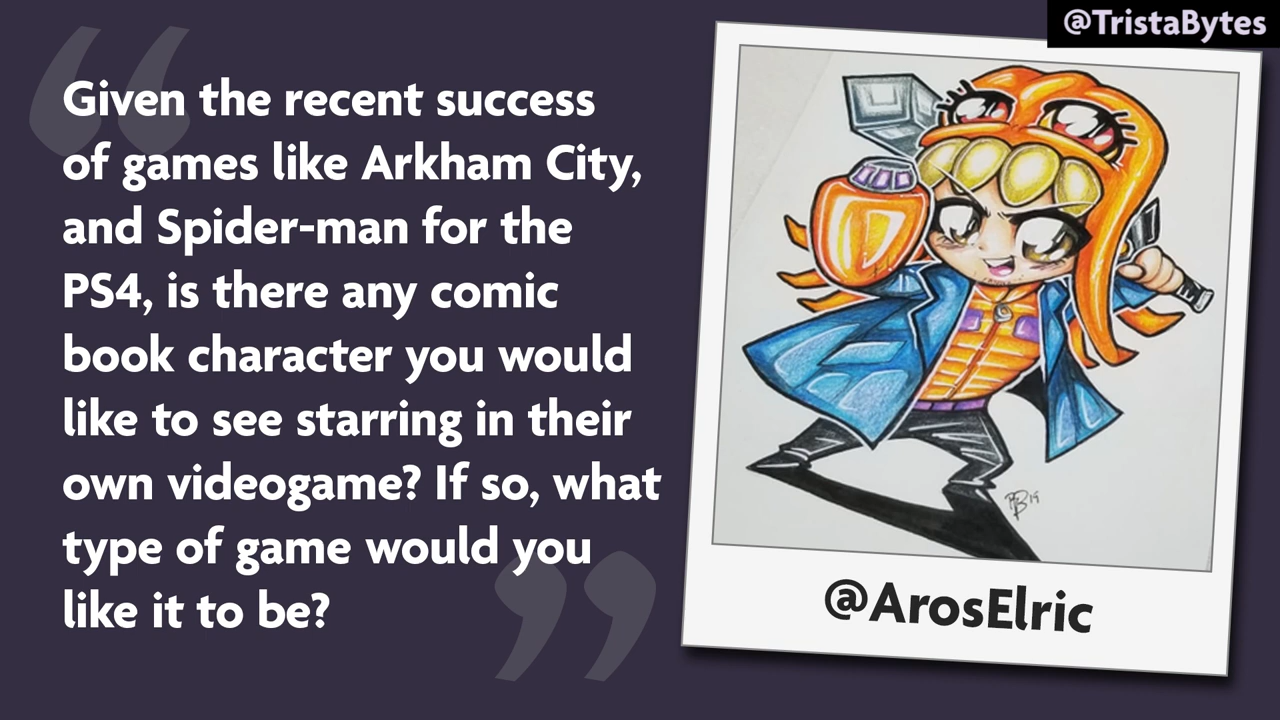 @TristaBytes
Given the recent success
of games like Arkham City,
and Spider-man for the
PS4, is there any comic
book character you would
like to see starring in their
own videogame? If so, what
type of game would you
like it to be?
@ArosElric